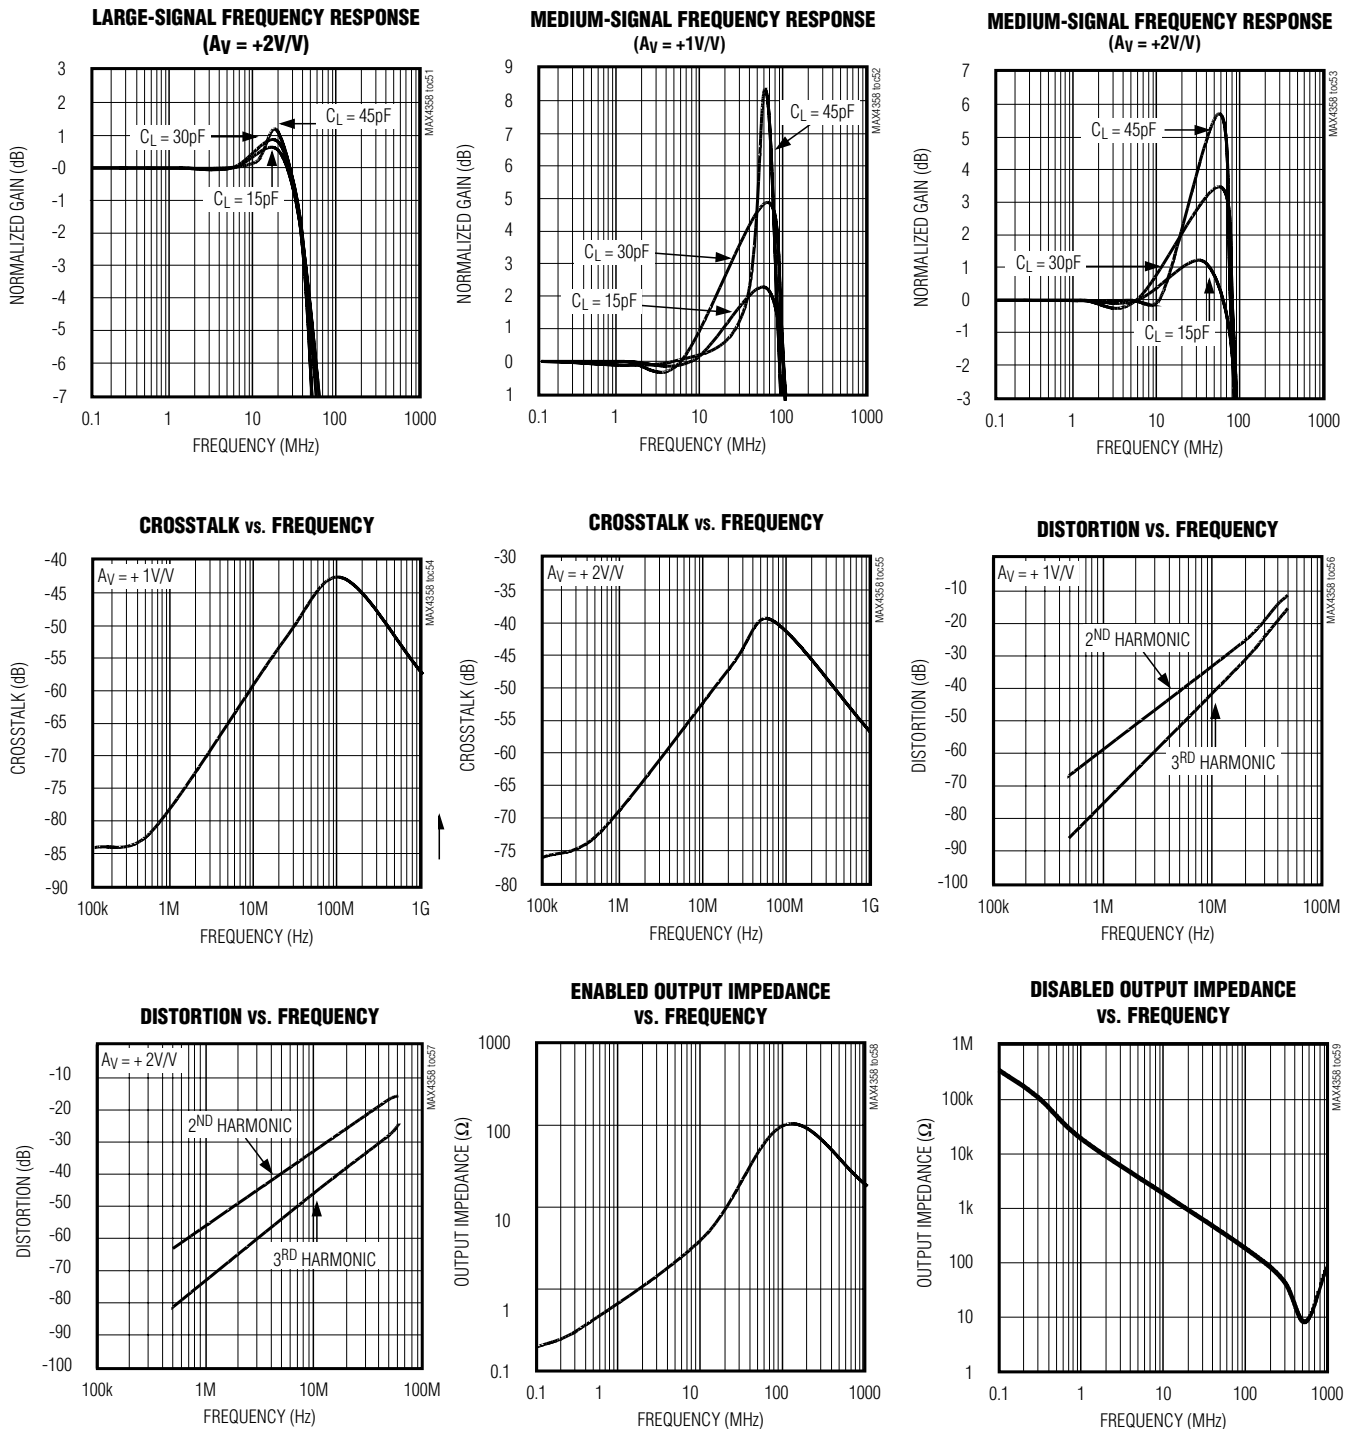 LARGE-SIGNAL FREQUENCY RESPONSE
(AV = +2V/V)
MAX4358 toc51
NORMALIZED GAIN (dB)
3
2
1
-0
-1
-2
-3
-4
-5
-6
-7
CL = 45pF
CL = 30pF
CL = 15pF
0.1 1 10 100 1000
FREQUENCY (MHz)
MEDIUM-SIGNAL FREQUENCY RESPONSE
(AV = +1V/V)
MAX4358 toc52
NORMALIZED GAIN (dB)
9
8
7
6
5
4
3
2
1
0
1
CL = 45pF
CL = 30pF
CL = 15pF
0.1 1 10 100 1000
FREQUENCY (MHz)
MEDIUM-SIGNAL FREQUENCY RESPONSE
(AV = +2V/V)
MAX4358 toc53
NORMALIZED GAIN (dB)
7
6
5
4
3
2
1
0
-1
-2
-3
CL = 45pF
CL = 30pF
CL = 15pF
0.1 1 10 100 1000
FREQUENCY (MHz)
CROSSTALK vs. FREQUENCY
AV = + 1V/V
MAX4358 toc54
CROSSTALK (dB)
-40
-45
-50
-55
-60
-65
-70
-75
-80
-85
-90
100k 1M 10M 100M 1G
FREQUENCY (Hz)
CROSSTALK vs. FREQUENCY
AV = + 2V/V
MAX4358 toc55
CROSSTALK (dB)
-30
-35
-40
-45
-50
-55
-60
-65
-70
-75
-80
100k 1M 10M 100M 1G
FREQUENCY (Hz)
DISTORTION vs. FREQUENCY
AV = + 1V/V
MAX4358 toc56
DISTORTION (dB)
-10
-20
-30
-40
-50
-60
-70
-80
-90
-100
2ND HARMONIC
3RD HARMONIC
100k 1M 10M 100M
FREQUENCY (Hz)
DISTORTION vs. FREQUENCY
AV = + 2V/V
MAX4358 toc57
DISTORTION (dB)
-10
-20
-30
-40
-50
-60
-70
-80
-90
-100
2ND HARMONIC
3RD HARMONIC
100k 1M 10M 100M
FREQUENCY (Hz)
ENABLED OUTPUT IMPEDANCE
vs. FREQUENCY
MAX4358 toc58
OUTPUT IMPEDANCE (Ω)
1000
100
10
1
0.1
0.1 1 10 100 1000
FREQUENCY (MHz)
DISABLED OUTPUT IMPEDANCE
vs. FREQUENCY
MAX4358 toc59
OUTPUT IMPEDANCE (Ω)
1M
100k
10k
1k
100
10
1
0.1 1 10 100 1000
FREQUENCY (MHz)